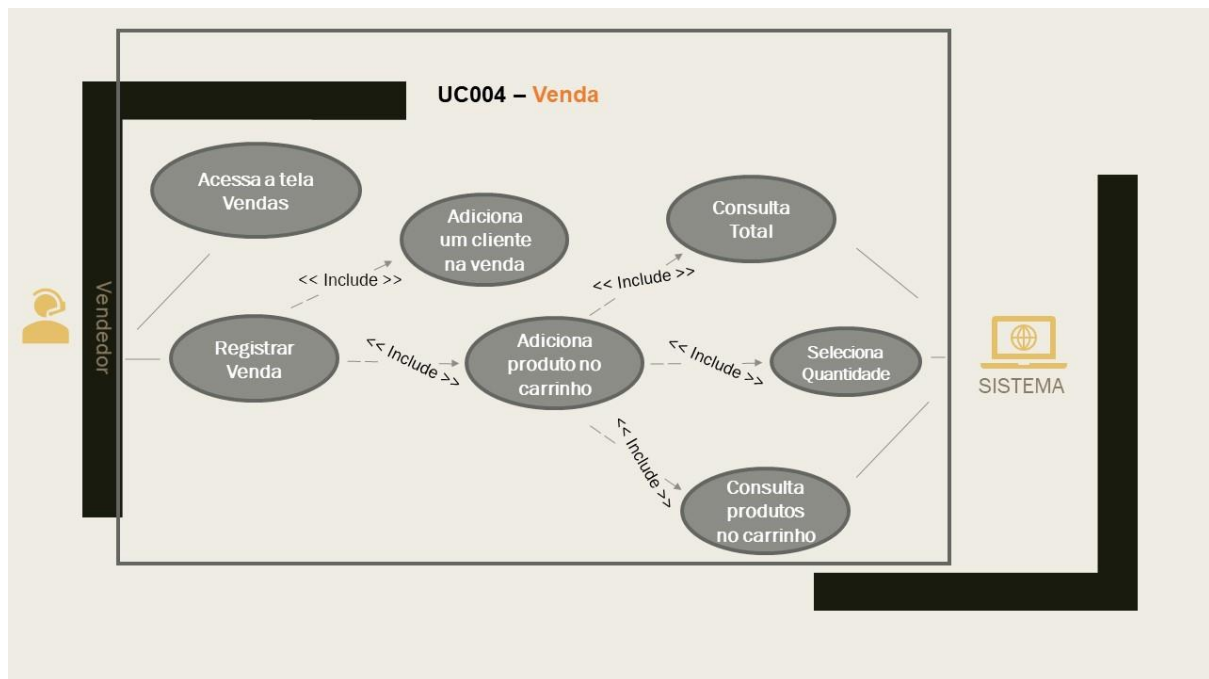 UC004 – Venda
Acessa a tela
Vendas
Adiciona
um cliente
na venda
Consulta
Total
<< Include >>
<< Include >>
Vendedor
Registrar
Venda
<< Include >>
Adiciona
produto no
carrinho
<< Include >>
Seleciona
Quantidade
SISTEMA
<< Include >>
Consulta
produtos
no carrinho